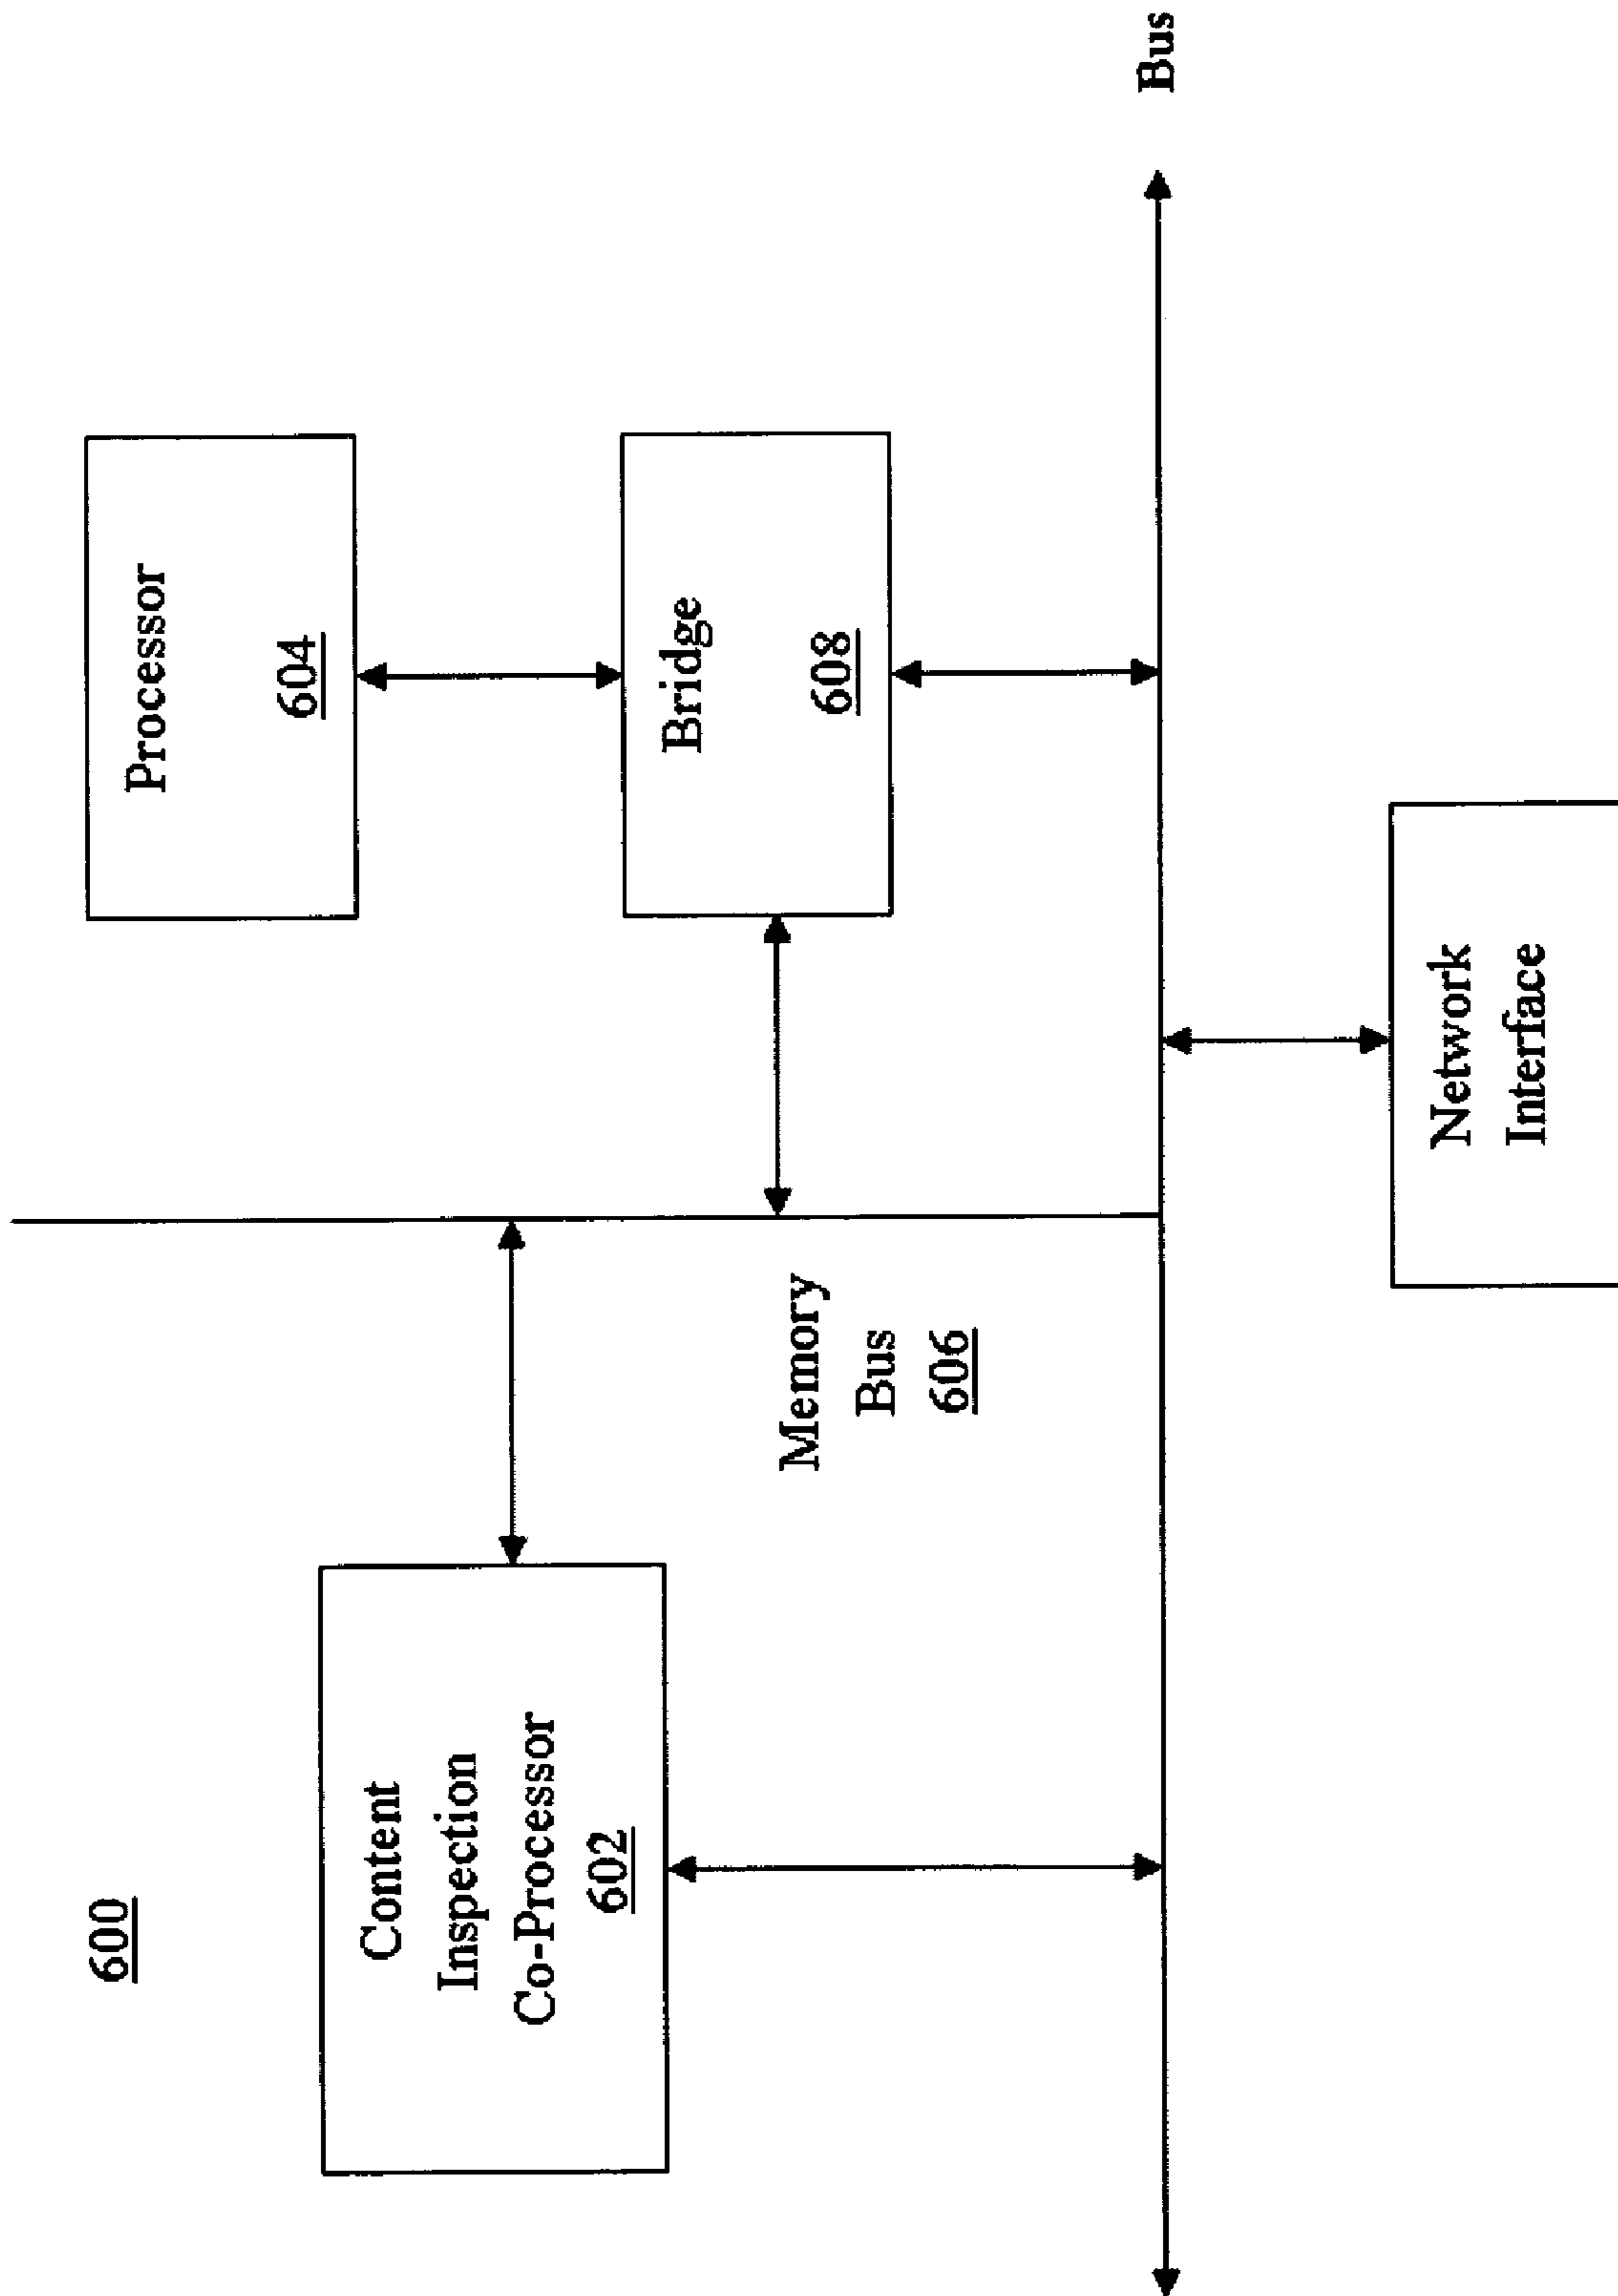 600
Content
Inspection
Co-Processor
602
Memory
Bus
606
Processor
604
Bridge
608
Bus
Network
Interface